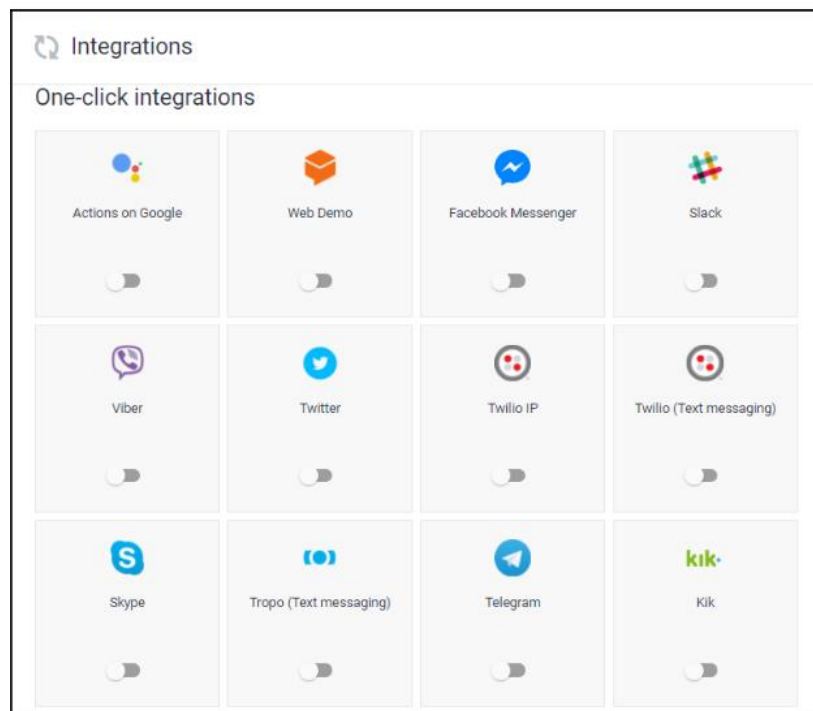 Integrations
One-click integrations
Actions on Google
Web Demo
Facebook Messenger
Slack
Viber
Twitter
Twilio IP
Twilio (Text messaging)
S
Skype
Tropo (Text messaging)
Telegram
kik
Kik